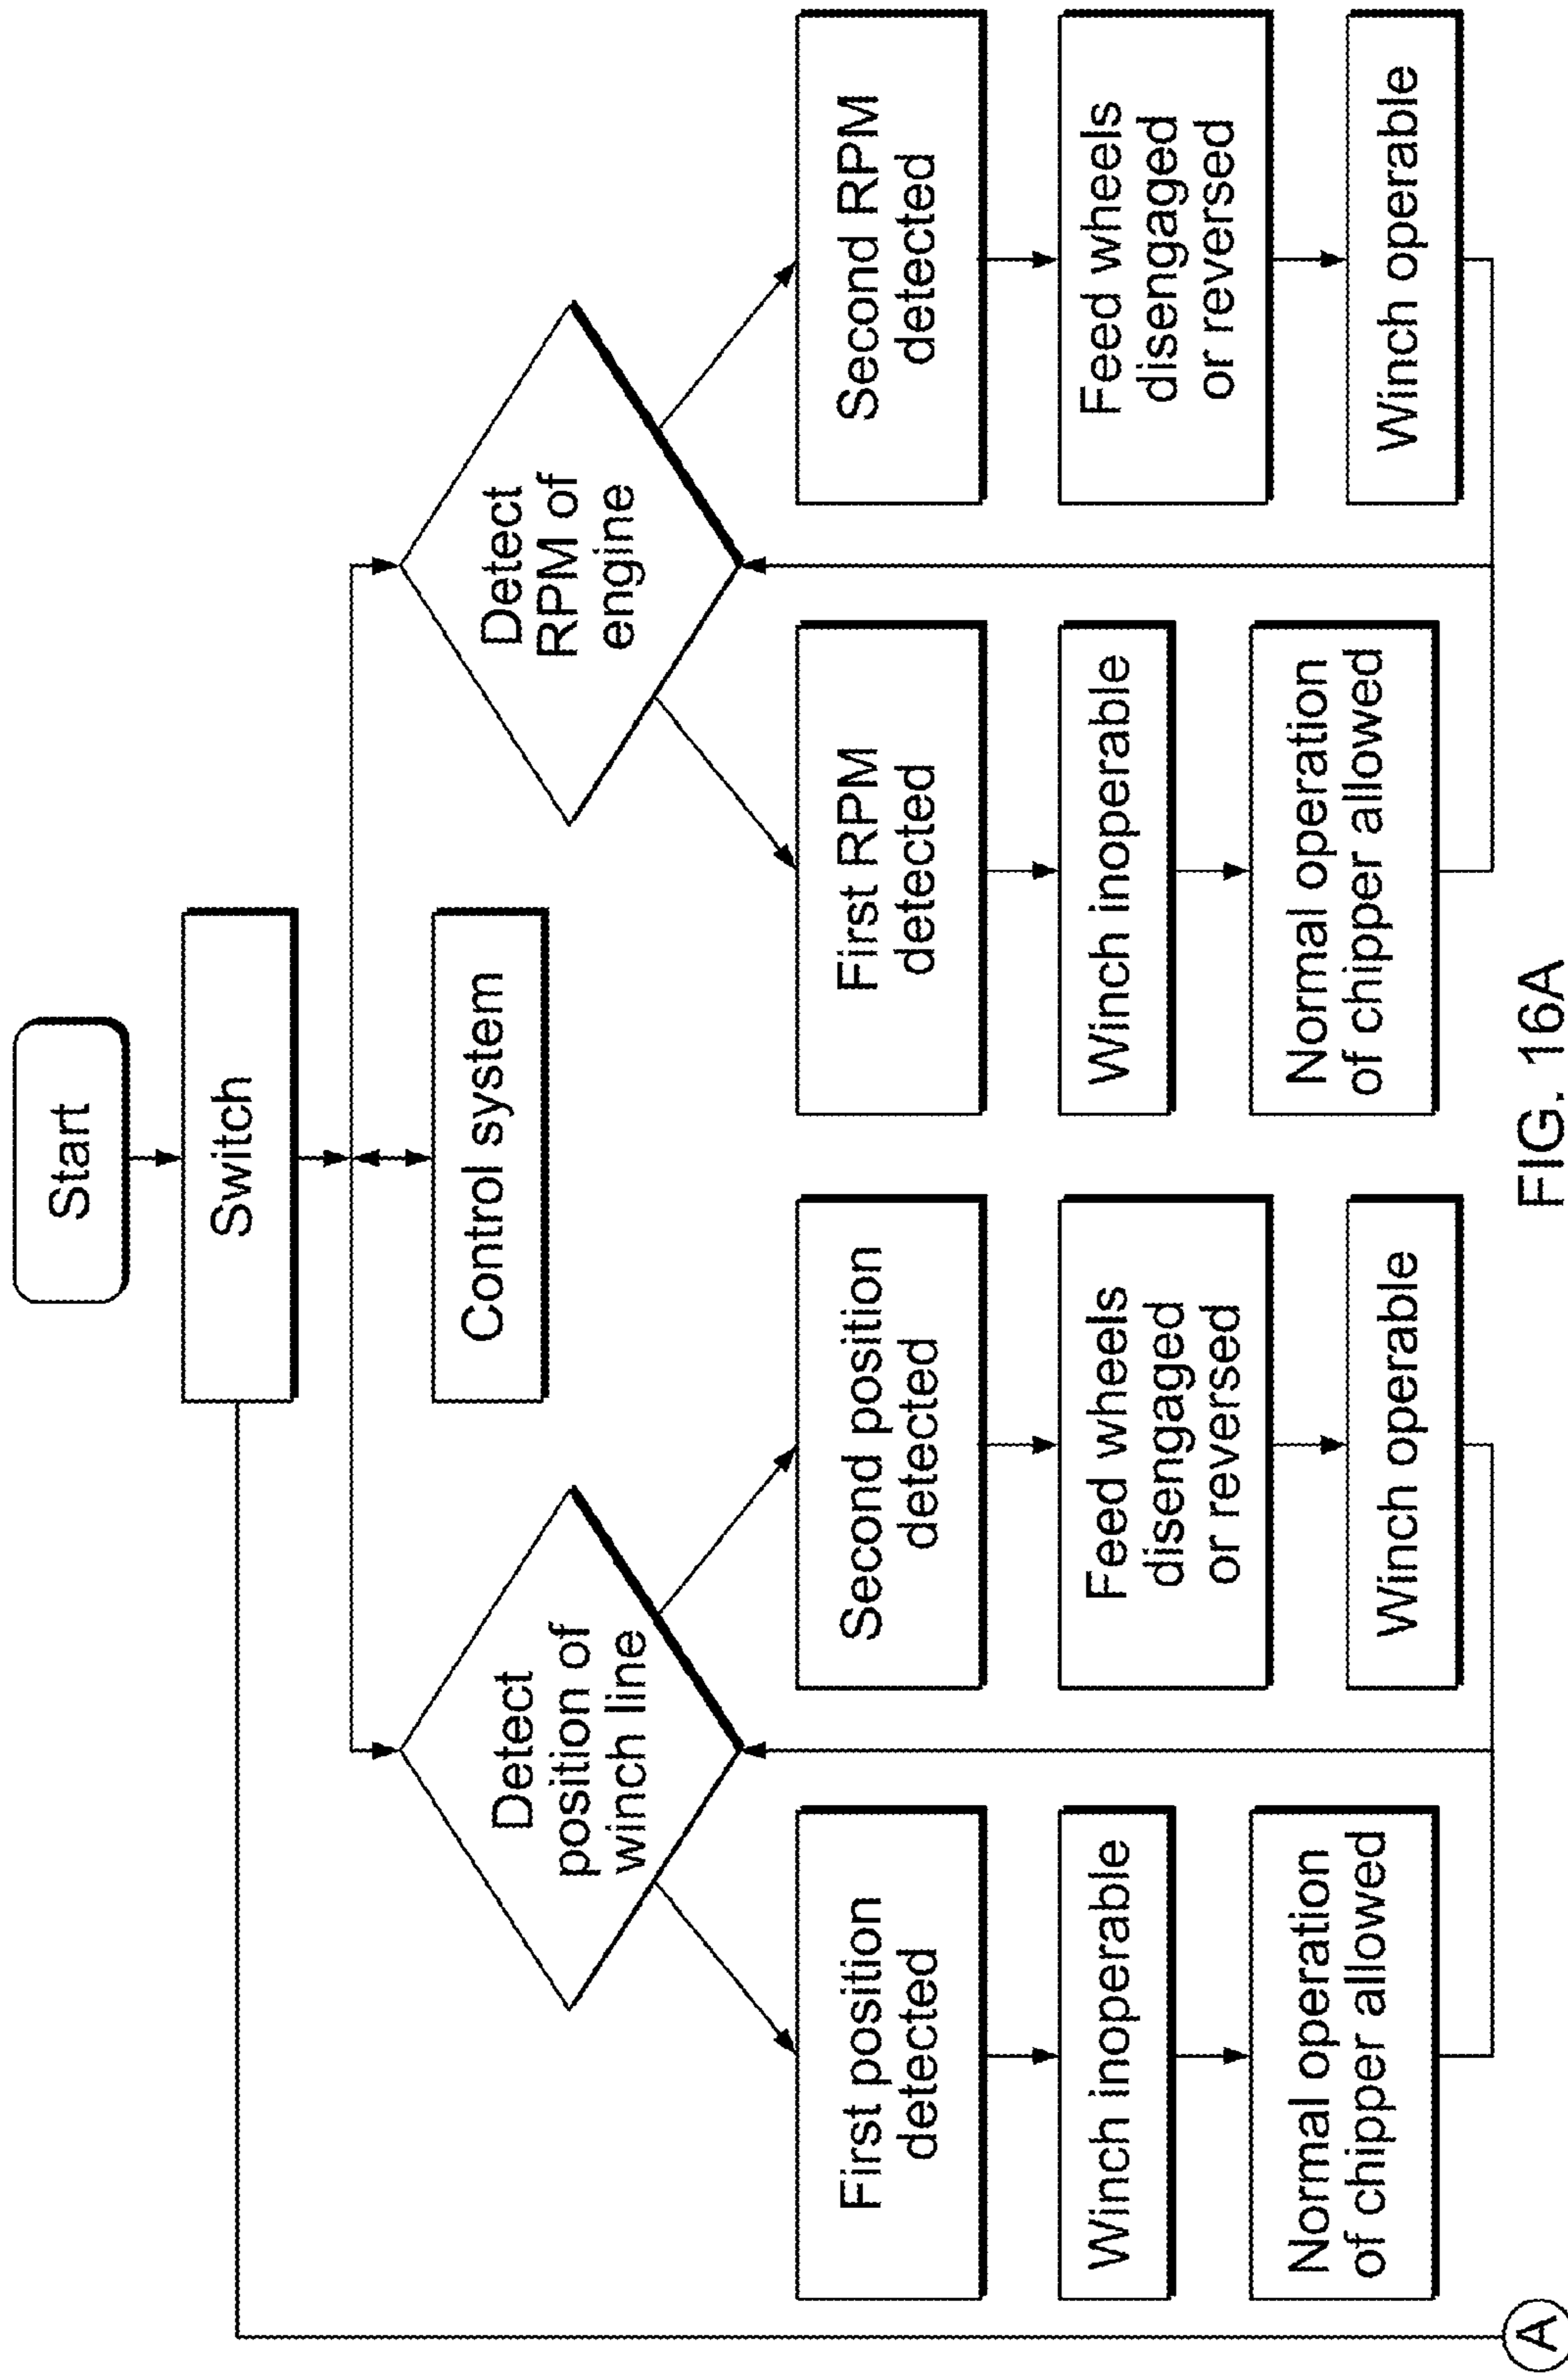 Start
Switch
Control system
Detect
position of
winch line
Detect
RPM of
engine
First position
detected
Second position
detected
First RPM
detected
Second RPM
detected
Winch inoperable
Feed wheels
disengaged
or reversed
Winch inoperable
Feed wheels
disengaged
or reversed
Normal operation
of chipper allowed
Winch operable
Normal operation
of chipper allowed
Winch operable
A
FIG. 16A